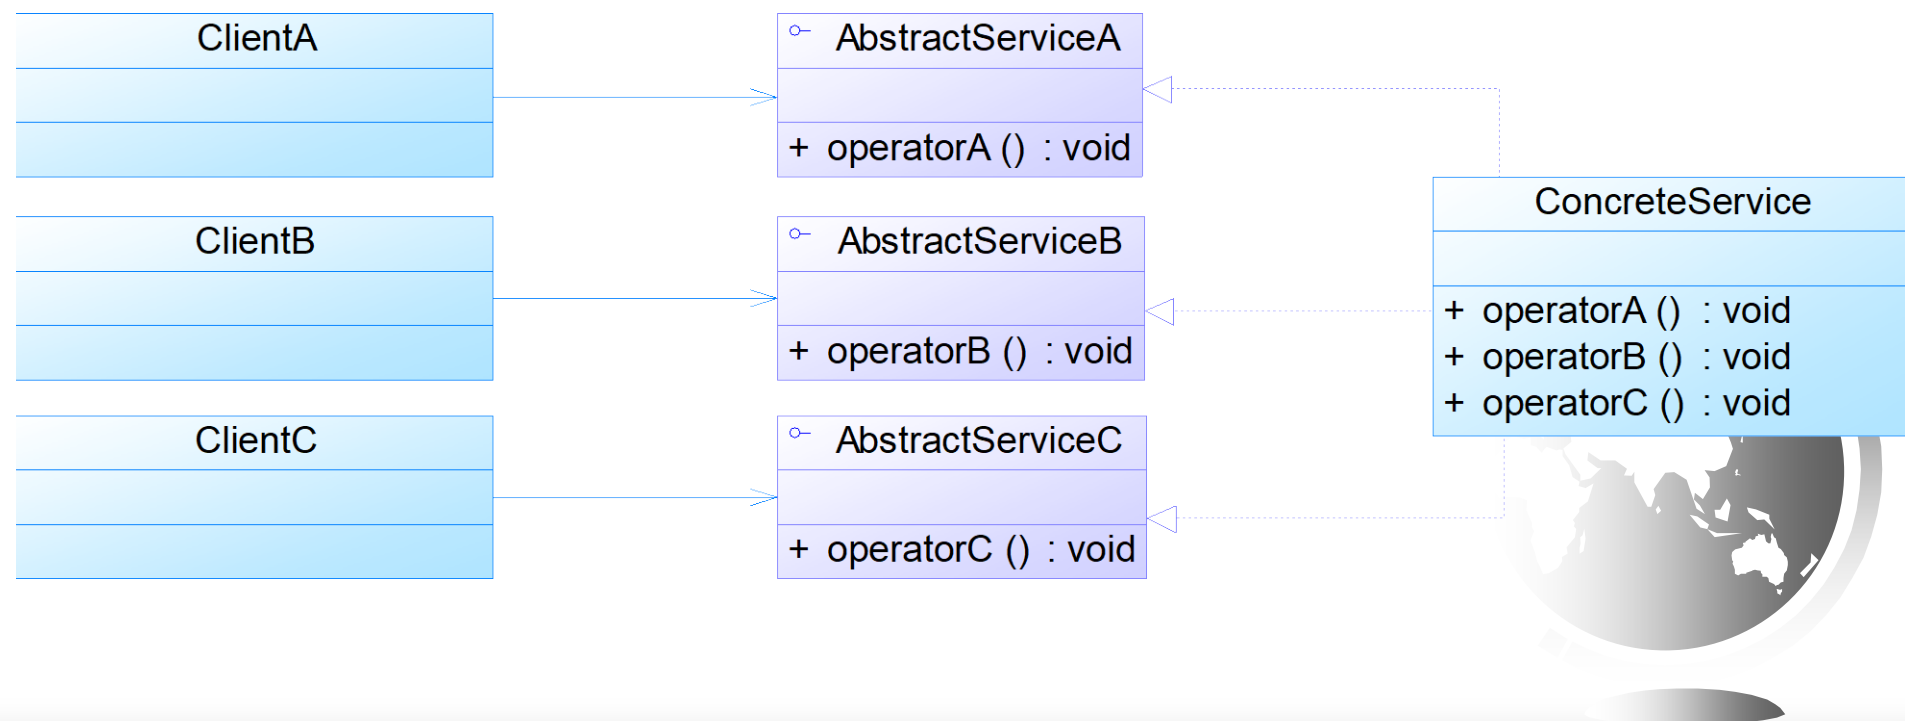 ClientA
AbstractServiceA
+ operatorA () : void
ClientB
AbstractServiceB
+ operatorB () : void
ClientC
AbstractServiceC
+ operatorC () : void
ConcreteService
+ operatorA () : void
+ operatorB () : void
+ operatorC () : void